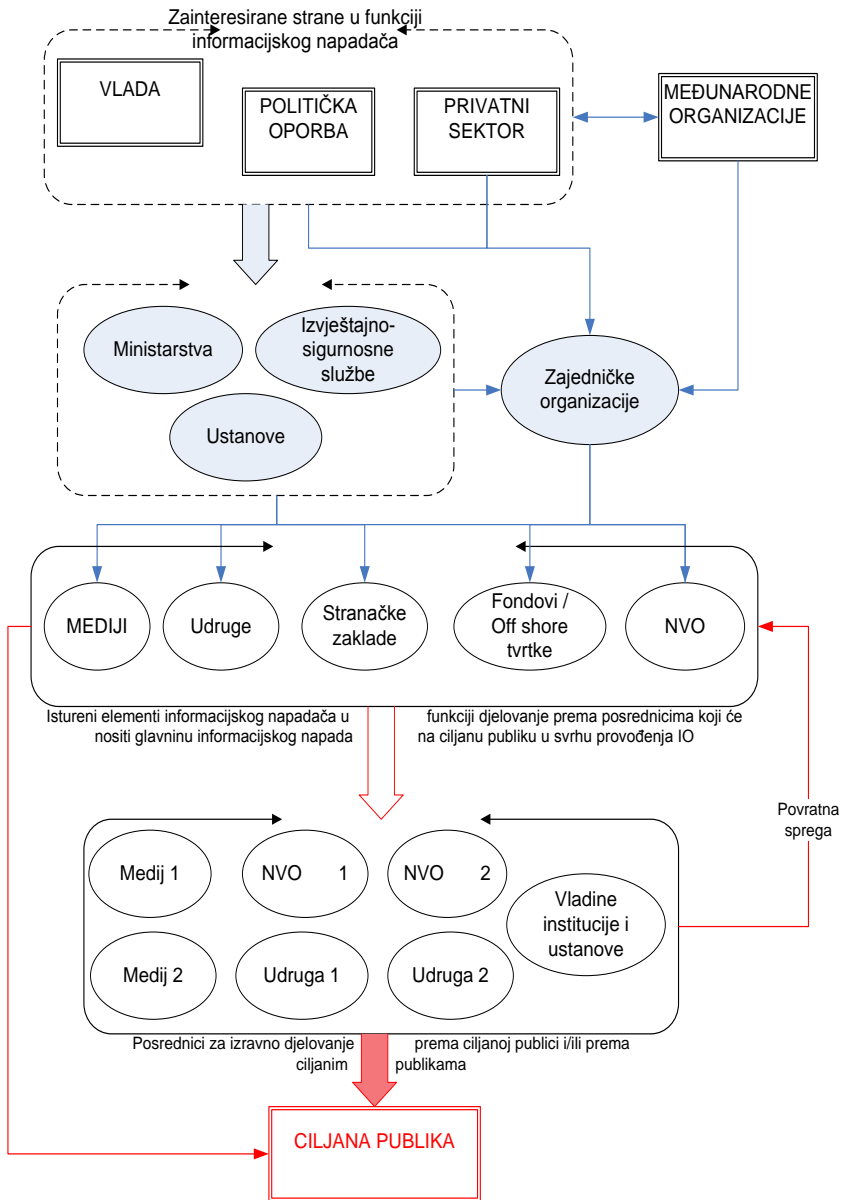 Zainteresirane strane u funkciji
informacijskog napadača
VLADA
POLITIČKA
OPORBA
PRIVATNI
SEKTOR
MEĐUNARODNE
ORGANIZACIJE
Ministarstva
Izvještajno-
sigurnosne
službe
Ustanove
Zajedničke
organizacije
MEDIJI
Udruge
Stranačke
zaklade
Fondovi /
Off shore
tvrtke
NVO
Istureni elementi informacijskog napadača u funkciji djelovanje prema posrednicima koji će
nositi glavninu informacijskog napada na ciljanu publiku u svrhu provođenja IO
Povratna
sprega
Medij 1
NVO 1
NVO 2
Vladine
institucije i
ustanove
Medij 2
Udruga 1
Udruga 2
Posrednici za izravno djelovanje prema ciljanoj publici i/ili prema
ciljanim publikama
CILJANA PUBLIKA